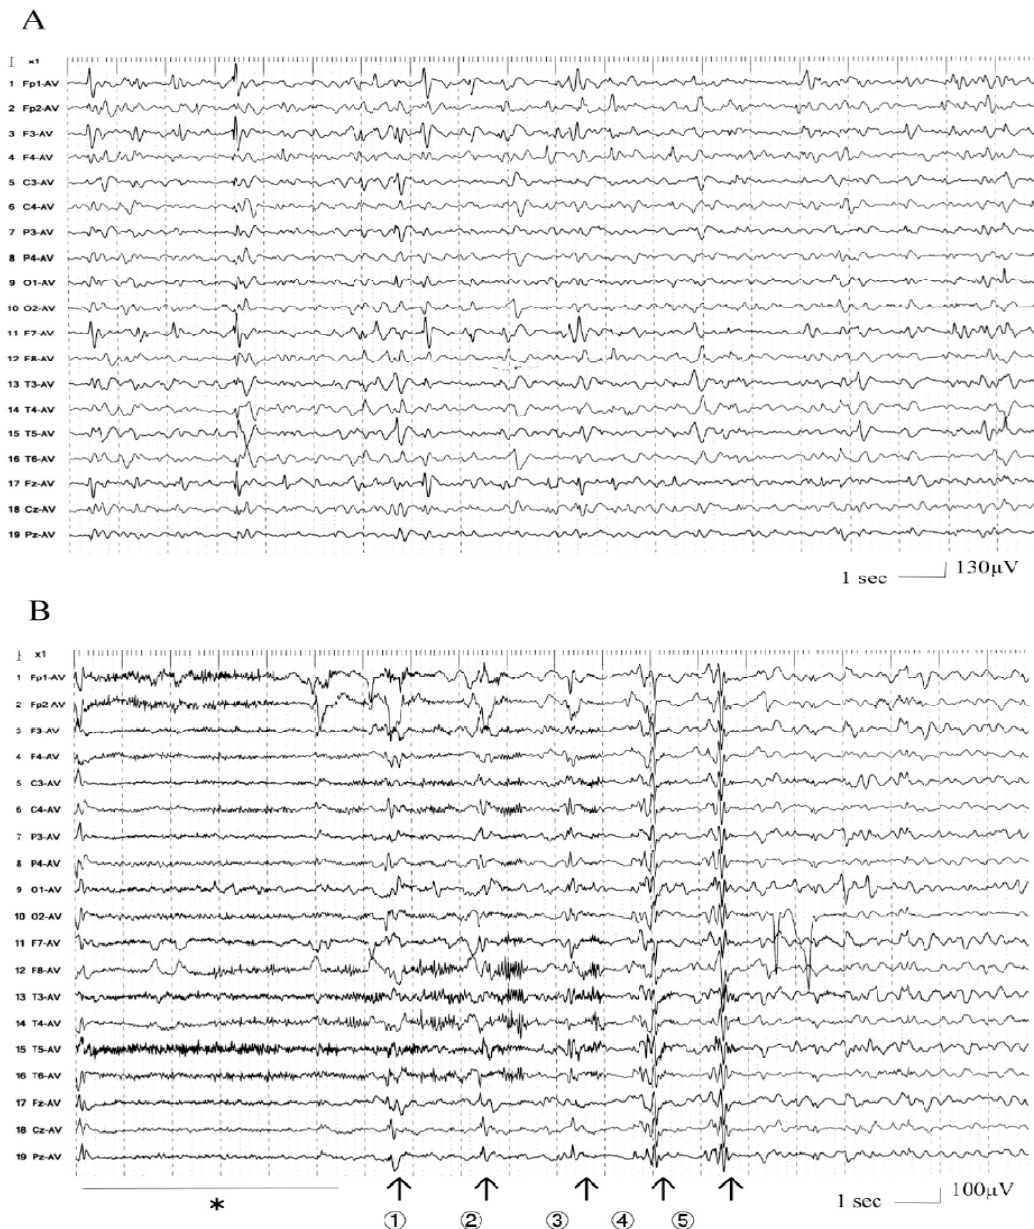 A
x1
1 Fp1-AV
2 Fp2-AV
3 F3-AV
4 F4-AV
5 C3-AV
6 C4-AV
7 P3-AV
8 P4-AV
9 O1-AV
10 O2-AV
11 F7-AV
12 F8-AV
13 T3-AV
14 T4-AV
15 T5-AV
16 T6-AV
17 Fz-AV
18 Cz-AV
19 Pz-AV
1 sec 130μV
B
x1
1 Fp1-AV
2 Fp2-AV
3 F3-AV
4 F4-AV
5 C3-AV
6 C4-AV
7 P3-AV
8 P4-AV
9 O1-AV
10 O2-AV
11 F7-AV
12 F8-AV
13 T3-AV
14 T4-AV
15 T5-AV
16 T6-AV
17 Fz-AV
18 Cz-AV
19 Pz-AV
1 sec 100μV
*
① ② ③ ④ ⑤